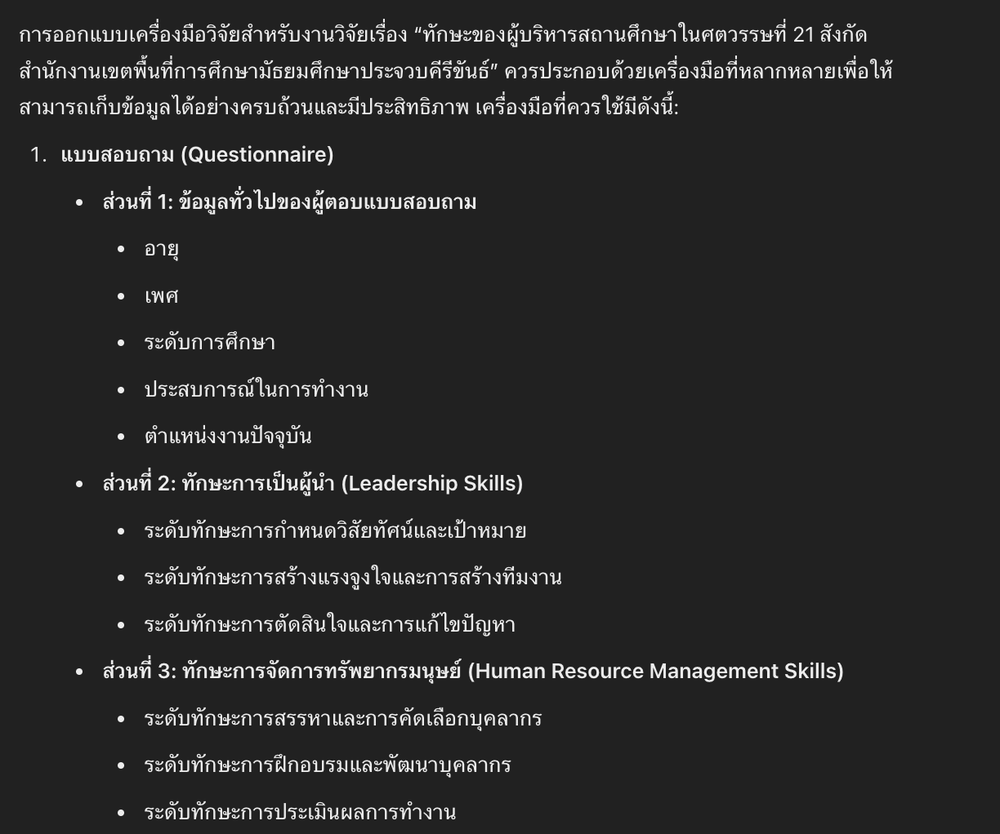 การออกแบบเครื่องมือวิจัยสำหรับงานวิจัยเรื่อง “ทักษะของผู้บริหารสถานศึกษาในศตวรรษที่ 21 สังกัด
สำนักงานเขตพื้นที่การศึกษามัธยมศึกษาประจวบคีรีขันธ์” ควรประกอบด้วยเครื่องมือที่หลากหลายเพื่อให้
สามารถเก็บข้อมูลได้อย่างครบถ้วนและมีประสิทธิภาพ เครื่องมือที่ควรใช้มีดังนี้:
1. แบบสอบถาม (Questionnaire)
• ส่วนที่ 1: ข้อมูลทั่วไปของผู้ตอบแบบสอบถาม
• อายุ
• เพศ
• ระดับการศึกษา
• ประสบการณ์ในการทำงาน
• ตำแหน่งงานปัจจุบัน
• ส่วนที่ 2: ทักษะการเป็นผู้นำ (Leadership Skills)
• ระดับทักษะการกำหนดวิสัยทัศน์และเป้าหมาย
• ระดับทักษะการสร้างแรงจูงใจและการสร้างทีมงาน
• ระดับทักษะการตัดสินใจและการแก้ไขปัญหา
• ส่วนที่ 3: ทักษะการจัดการทรัพยากรมนุษย์ (Human Resource Management Skills)
• ระดับทักษะการสรรหาและการคัดเลือกบุคลากร
• ระดับทักษะการฝึกอบรมและพัฒนาบุคลากร
• ระดับทักษะการประเมินผลการทำงาน